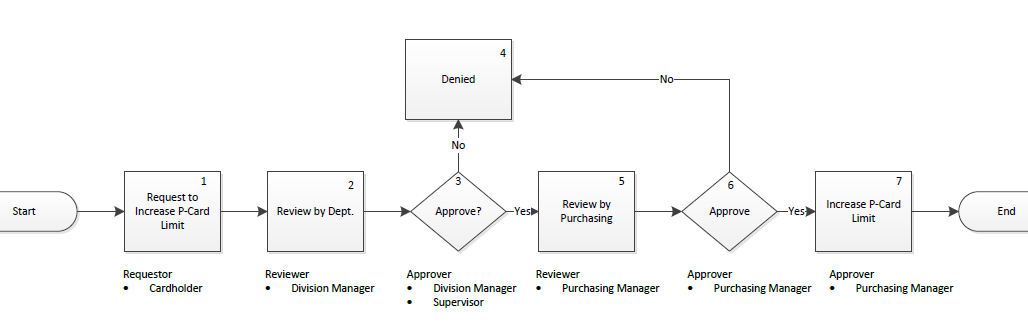 4
Denied
No
No
Start
1
Request to
Increase P-Card
Limit
2
Review by Dept.
3
Approve?
Yes
5
Review by
Purchasing
6
Approve
Yes
7
Increase P-Card
Limit
End
Requestor
• Cardholder
Reviewer
• Division Manager
Approver
• Division Manager
• Supervisor
Reviewer
• Purchasing Manager
Approver
• Purchasing Manager
Approver
• Purchasing Manager